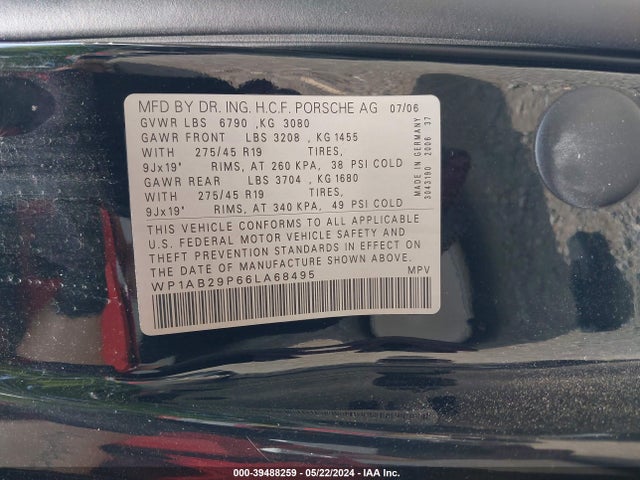 MFD BY DR. ING. H.C.F. PORSCHE AG 07/06
GVWR LBS 6790 ,KG 3080
GAWR FRONT LBS 3208 , KG 1455
WITH 275/45 R19 TIRES,
9Jx19" RIMS, AT 260 KPA, 38 PSI COLD
GAWR REAR LBS 3704 , KG 1680
WITH 275/45 R19 TIRES,
9Jx19" RIMS, AT 340 KPA, 49 PSI COLD
THIS VEHICLE CONFORMS TO ALL APPLICABLE
U.S. FEDERAL MOTOR VEHICLE SAFETY AND
THEFT PREVENTION STANDARDS IN EFFECT ON
THE DATE OF MANUFACTURE SHOWN ABOVE.
WP1AB29P66LA68495 MPV
MADE IN GERMANY
3043190 2006 37
000-39488259 - 05/22/2024 - IAA Inc.